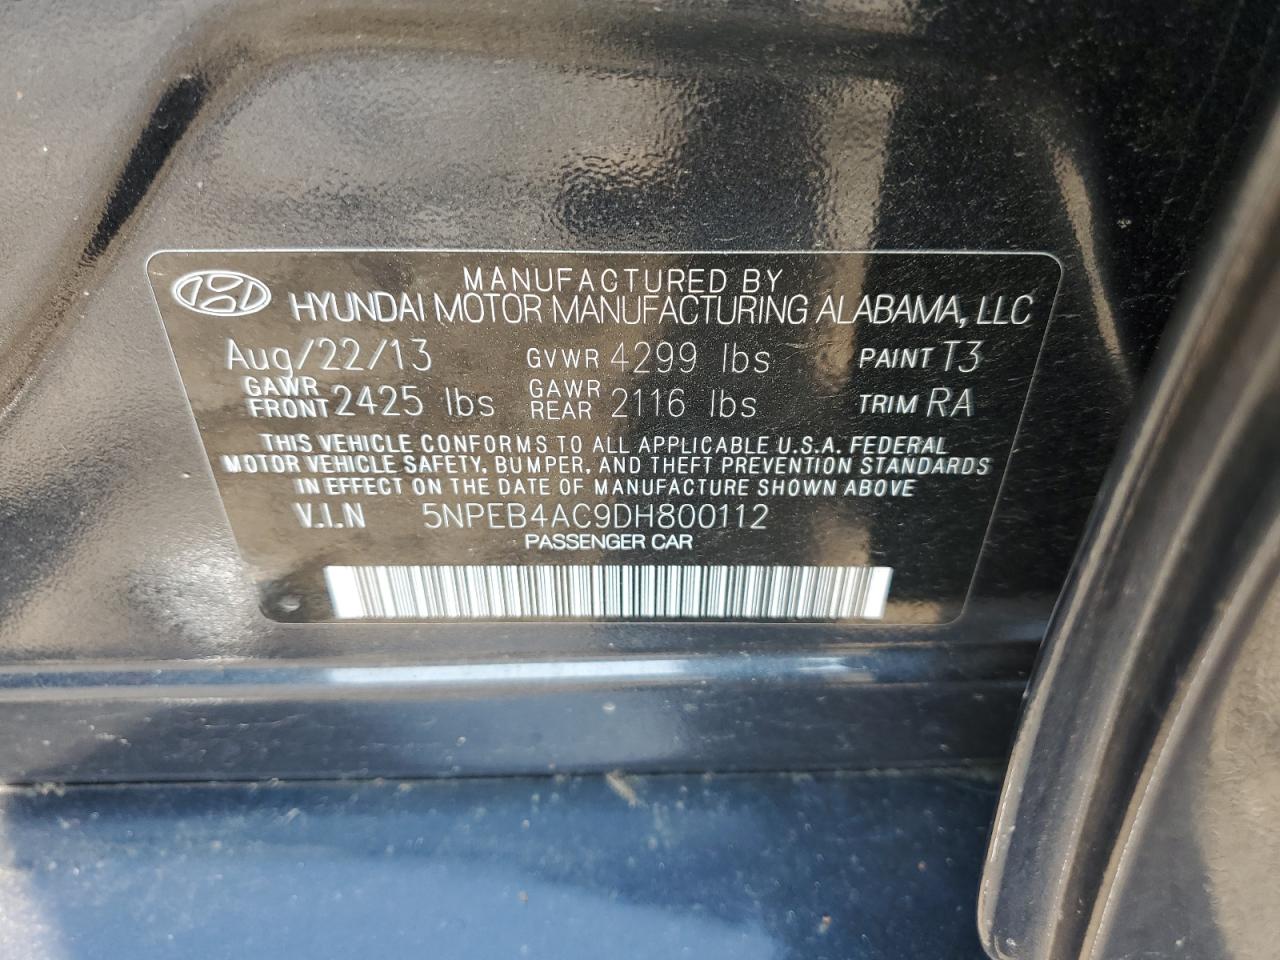 MANUFACTURED BY
HYUNDAI MOTOR MANUFACTURING ALABAMA, LLC
Aug/22/13 GVWR 4299 lbs PAINT T3
GAWR FRONT 2425 lbs GAWR REAR 2116 lbs TRIM RA
THIS VEHICLE CONFORMS TO ALL APPLICABLE U.S.A. FEDERAL
MOTOR VEHICLE SAFETY, BUMPER, AND THEFT PREVENTION STANDARDS
IN EFFECT ON THE DATE OF MANUFACTURE SHOWN ABOVE
V.I.N 5NPEB4AC9DH800112
PASSENGER CAR